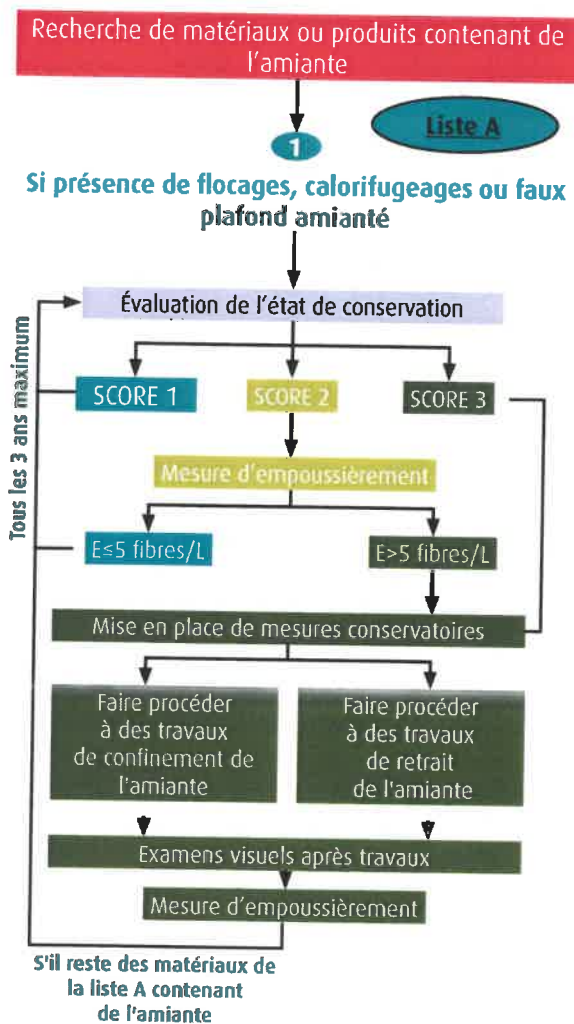 Recherche de matériaux ou produits contenant de
l'amiante
Liste A
1
Si présence de flocages, calorifugeages ou faux
plafond amianté
Évaluation de l'état de conservation
Tous les 3 ans maximum
SCORE 1
SCORE 2
SCORE 3
Mesure d'empoussièrement
E≤5 fibres/L
E>5 fibres/L
Mise en place de mesures conservatoires
Faire procéder
à des travaux
de confinement de
l'amiante
Faire procéder
à des travaux
de retrait
de l'amiante
Examens visuels après travaux
Mesure d'empoussièrement
S'il reste des matériaux de
la liste A contenant
de l'amiante